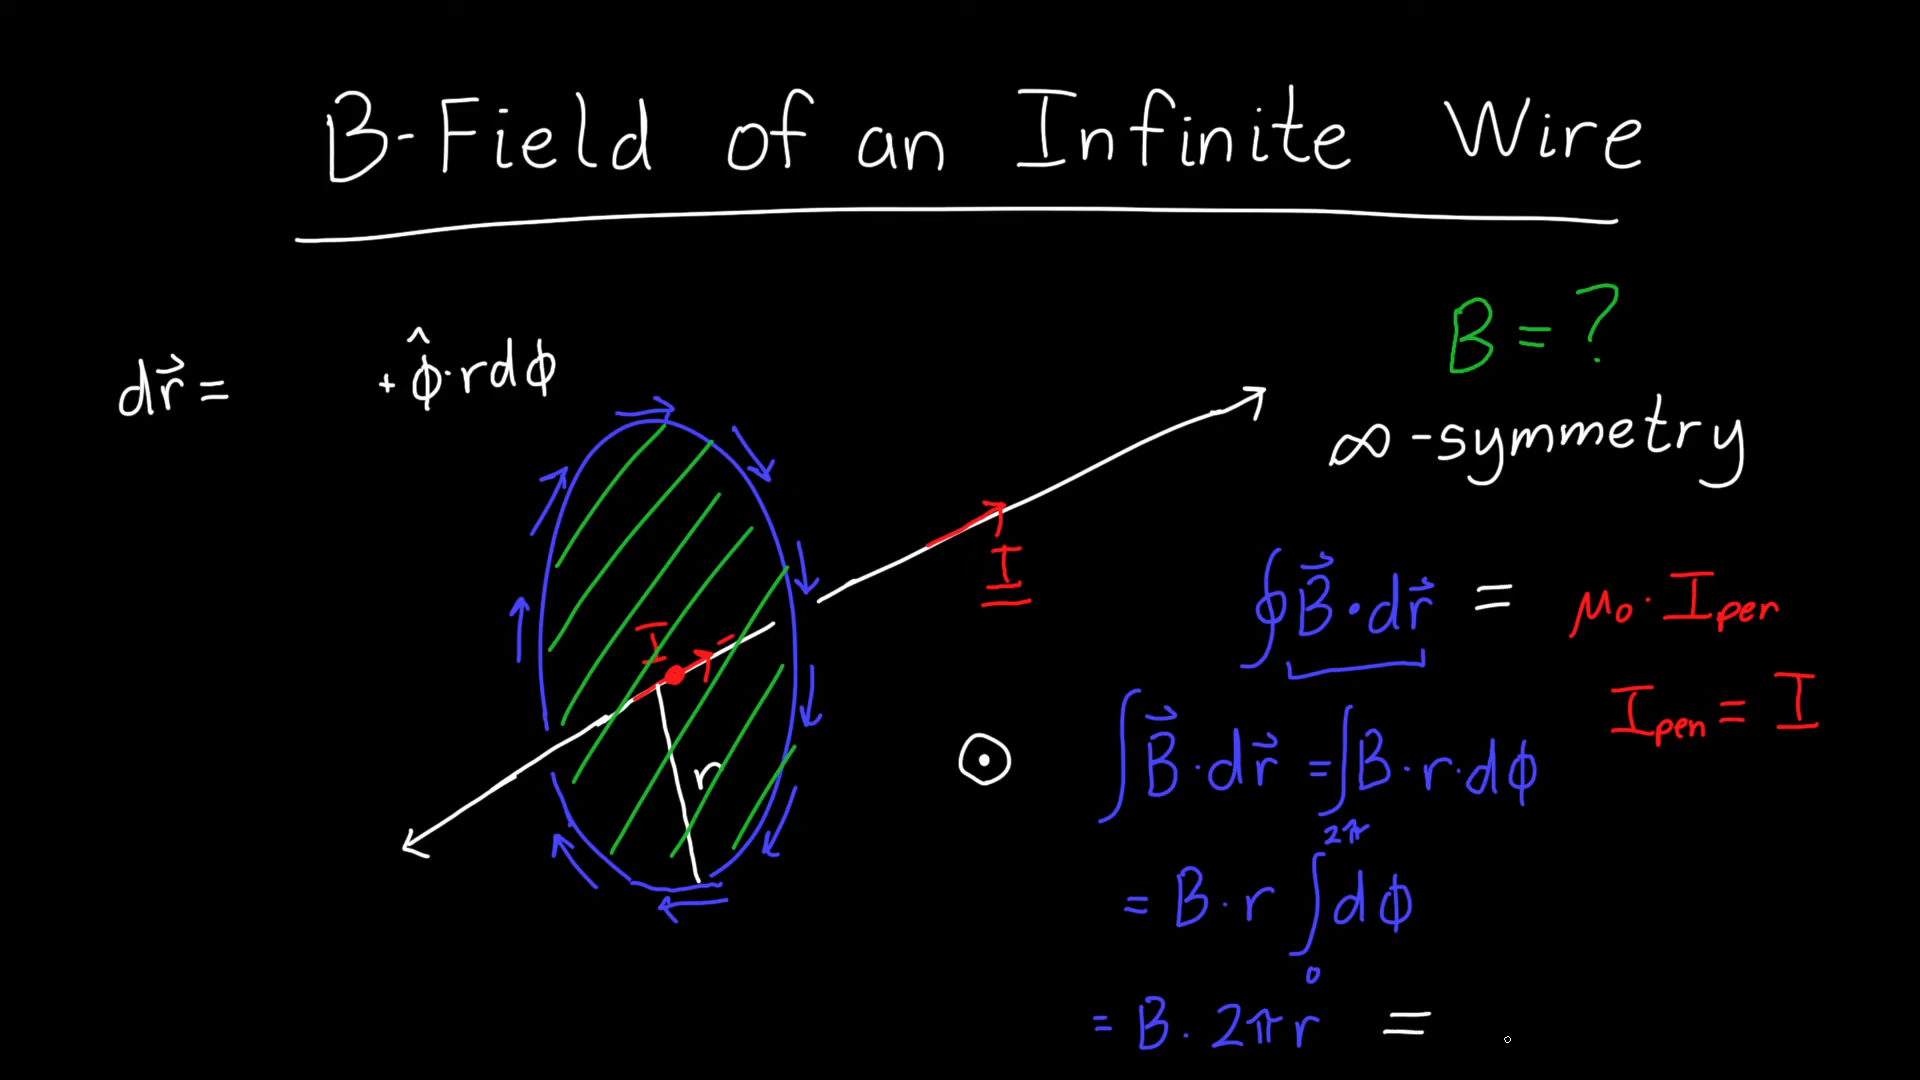 B-Field of an Infinite Wire
B = ?
dr⃗ = + φ̂·rdφ
∞-symmetry
I
∮B⃗·dr⃗ = μ₀·I_pen
I
I_pen = I
r
∫B⃗·dr⃗ = ∫B·r·dφ
= B·r ∫₀^2π dφ
= B·2πr =